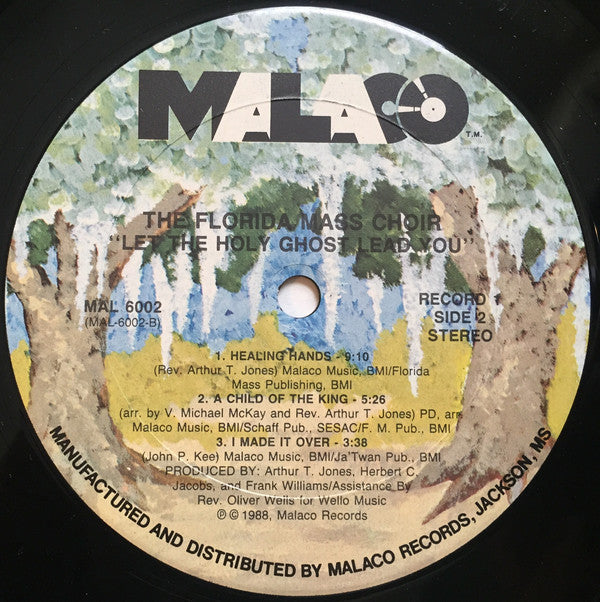 MALACO
T.M.
THE FLORIDA MASS CHOIR
"LET THE HOLY GHOST LEAD YOU"
MAL 6002
(MAL-6002-B)
RECORD 1
SIDE 2
STEREO
1. HEALING HANDS - 9:10
(Rev. Arthur T. Jones) Malaco Music, BMI/Florida
Mass Publishing, BMI
2. A CHILD OF THE KING - 5:26
(arr. by V. Michael McKay and Rev. Arthur T. Jones) PD, arr.
Malaco Music, BMI/Schaff Pub., SESAC/F. M. Pub., BMI
3. I MADE IT OVER - 3:38
(John P. Kee) Malaco Music, BMI/Ja'Twan Pub., BMI
PRODUCED BY: Arthur T. Jones, Herbert C.
Jacobs, and Frank Williams/Assistance By
Rev. Oliver Wells for Wello Music
℗ © 1988, Malaco Records
MANUFACTURED AND DISTRIBUTED BY MALACO RECORDS, JACKSON, MS